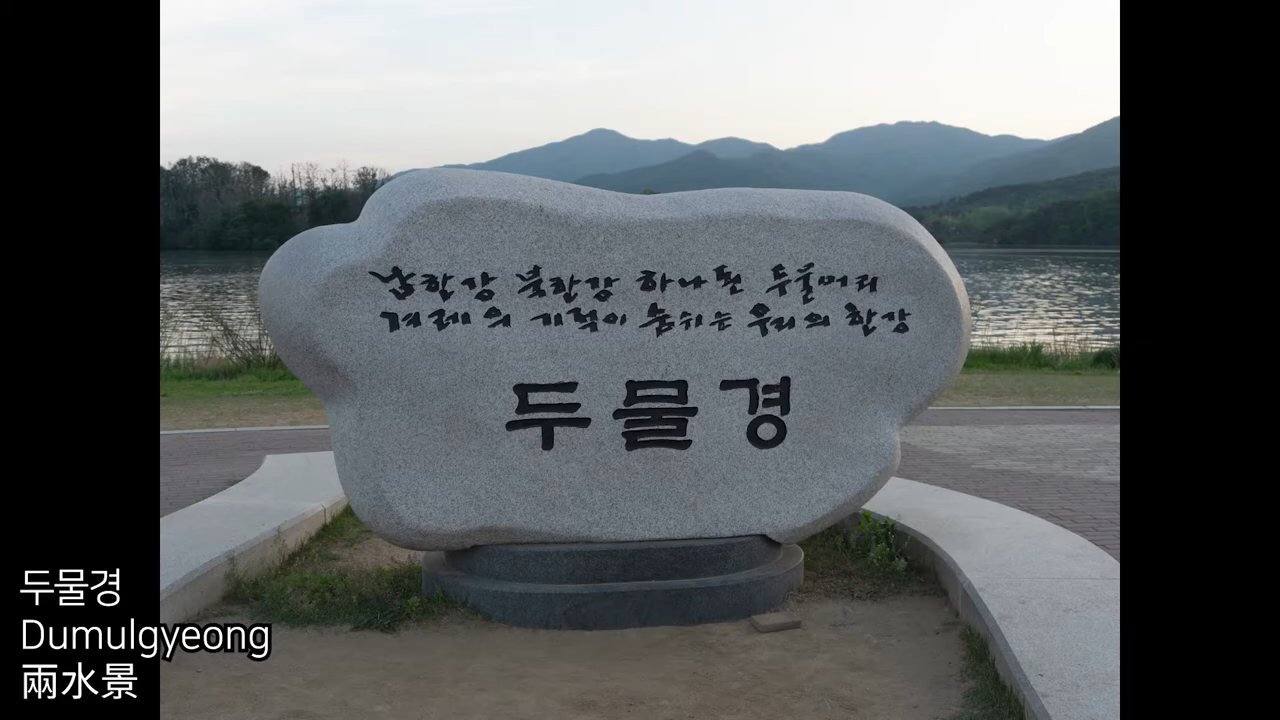 남한강 북한강 하나된 두물머리
겨레의 기적이 숨쉬는 우리의 한강
두물경
두물경
Dumulgyeong
兩水景